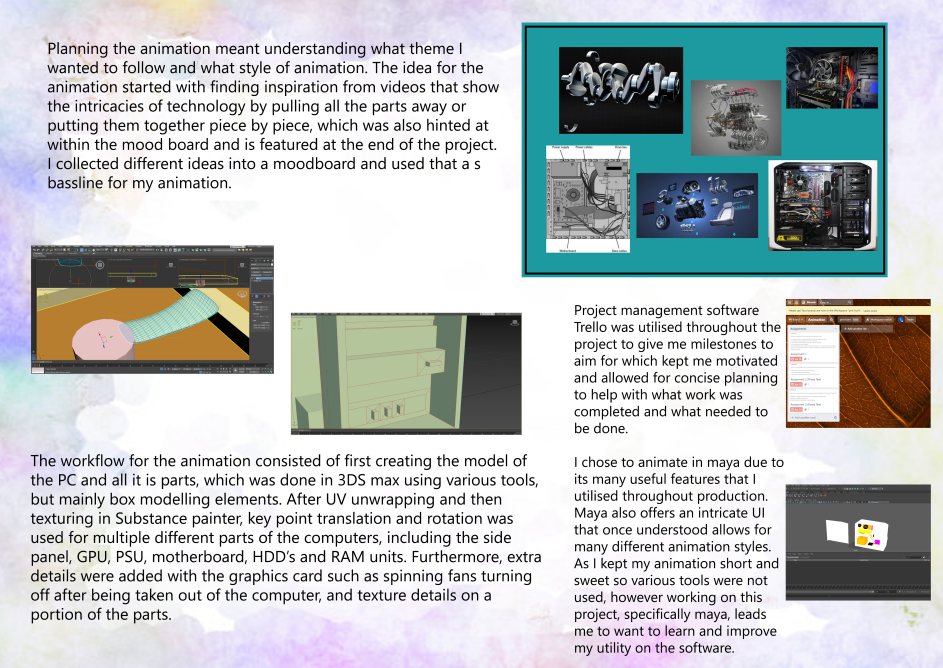 Planning the animation meant understanding what theme I
wanted to follow and what style of animation. The idea for the
animation started with finding inspiration from videos that show
the intricacies of technology by pulling all the parts away or
putting them together piece by piece, which was also hinted at
within the mood board and is featured at the end of the project.
I collected different ideas into a moodboard and used that a s
bassline for my animation.
Power supply
Motherboard
Project management software
Trello was utilised throughout the
project to give me milestones to
aim for which kept me motivated
and allowed for concise planning
to help with what work was
completed and what needed to
be done.
The workflow for the animation consisted of first creating the model of
the PC and all it is parts, which was done in 3DS max using various tools,
but mainly box modelling elements. After UV unwrapping and then
texturing in Substance painter, key point translation and rotation was
used for multiple different parts of the computers, including the side
panel, GPU, PSU, motherboard, HDD's and RAM units. Furthermore, extra
details were added with the graphics card such as spinning fans turning
off after being taken out of the computer, and texture details on a
portion of the parts.
I chose to animate in maya due to
its many useful features that I
utilised throughout production.
Maya also offers an intricate UI
that once understood allows for
many different animation styles.
As I kept my animation short and
sweet so various tools were not
used, however working on this
project, specifically maya, leads
me to want to learn and improve
my utility on the software.